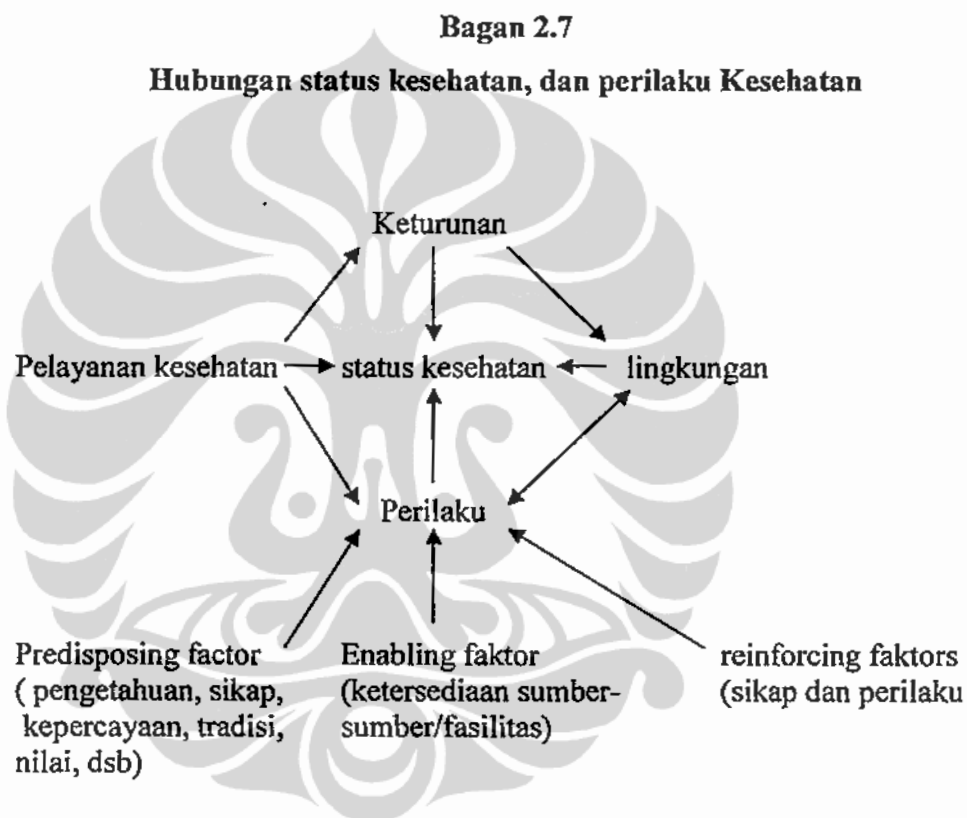 Bagan 2.7
Hubungan status kesehatan, dan perilaku Kesehatan
Keturunan
Pelayanan kesehatan
status kesehatan
lingkungan
Perilaku
Predisposing factor
( pengetahuan, sikap,
kepercayaan, tradisi,
nilai, dsb)
Enabling faktor
(ketersediaan sumber-
sumber/fasilitas)
reinforcing faktors
(sikap dan perilaku